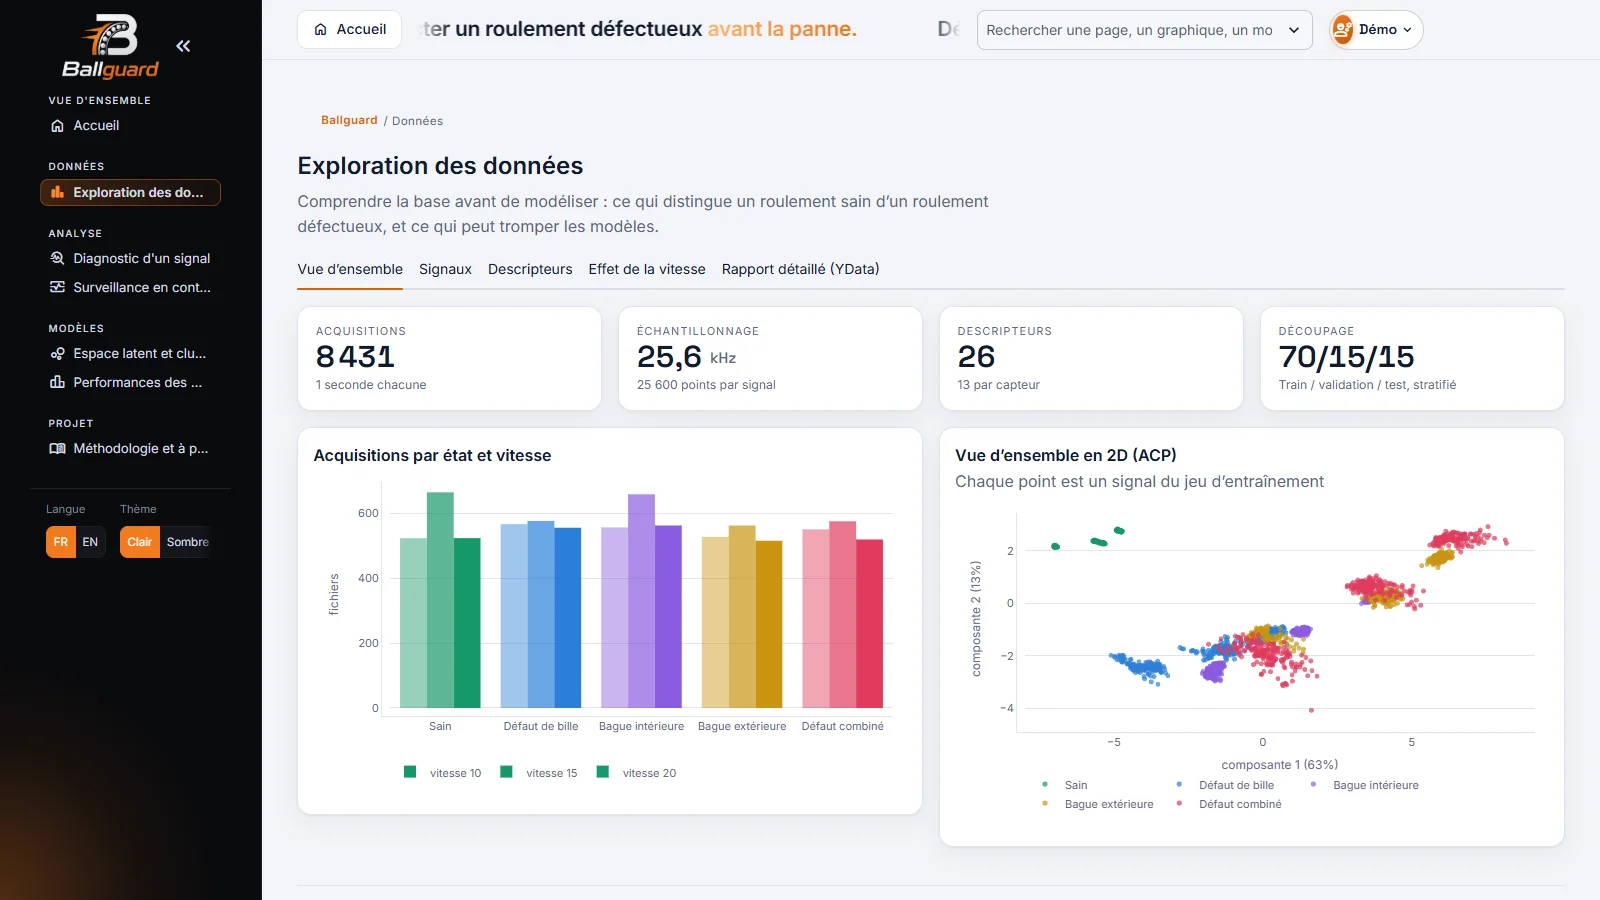 Ballguard
VUE D'ENSEMBLE
Accueil
DONNÉES
Exploration des do...
ANALYSE
Diagnostic d'un signal
Surveillance en cont...
MODÈLES
Espace latent et clu...
Performances des ...
PROJET
Méthodologie et à p...
Langue
Thème
FR
EN
Clair
Sombre
Accueil
cter un roulement défectueux avant la panne.
Dé
Rechercher une page, un graphique, un mo
Démo
Ballguard / Données
Exploration des données
Comprendre la base avant de modéliser : ce qui distingue un roulement sain d’un roulement
défectueux, et ce qui peut tromper les modèles.
Vue d’ensemble
Signaux
Descripteurs
Effet de la vitesse
Rapport détaillé (YData)
ACQUISITIONS
8 431
1 seconde chacune
ÉCHANTILLONNAGE
25,6 kHz
25 600 points par signal
DESCRIPTEURS
26
13 par capteur
DÉCOUPAGE
70/15/15
Train / validation / test, stratifié
Acquisitions par état et vitesse
fichiers
600
400
200
0
Sain
Défaut de bille
Bague intérieure
Bague extérieure
Défaut combiné
vitesse 10
vitesse 15
vitesse 20
Vue d’ensemble en 2D (ACP)
Chaque point est un signal du jeu d’entraînement
composante 2 (13%)
2
0
−2
−4
−5
0
5
composante 1 (63%)
Sain
Défaut de bille
Bague intérieure
Bague extérieure
Défaut combiné